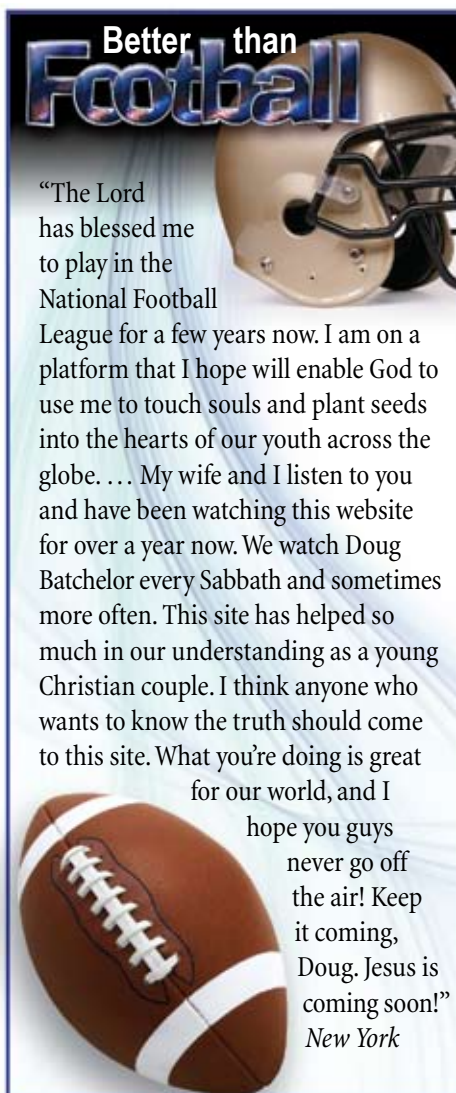 Better than
Football
“The Lord
has blessed me
to play in the
National Football
League for a few years now. I am on a
platform that I hope will enable God to
use me to touch souls and plant seeds
into the hearts of our youth across the
globe. … My wife and I listen to you
and have been watching this website
for over a year now. We watch Doug
Batchelor every Sabbath and sometimes
more often. This site has helped so
much in our understanding as a young
Christian couple. I think anyone who
wants to know the truth should come
to this site. What you’re doing is great
for our world, and I
hope you guys
never go off
the air! Keep
it coming,
Doug. Jesus is
coming soon!”
New York